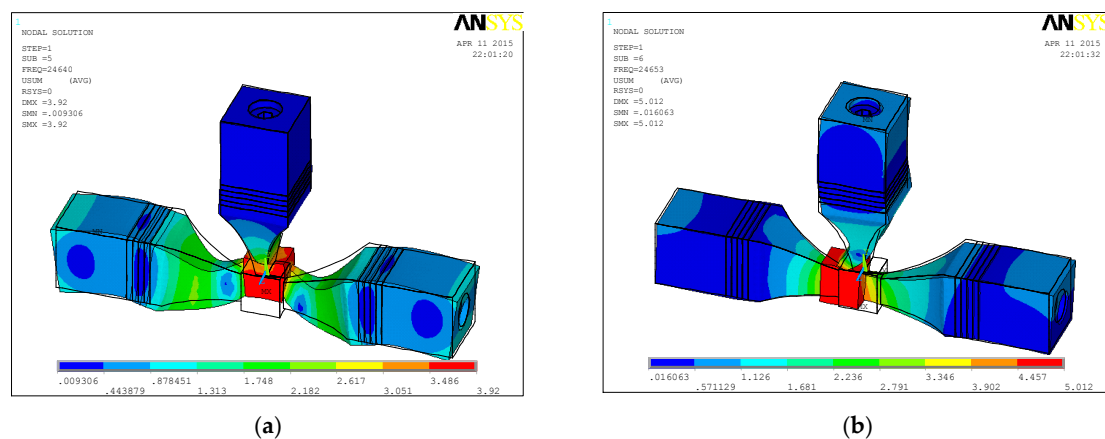 1
NODAL SOLUTION
STEP=1
SUB =5
FREQ=24640
USUM (AVG)
RSYS=0
DMX =3.92
SMN =.009306
SMX =3.92
ANSYS
APR 11 2015
22:01:20
MX
.009306 .878451 1.748 2.617 3.486
.443879 1.313 2.182 3.051 3.92
(a)
1
NODAL SOLUTION
STEP=1
SUB =6
FREQ=24653
USUM (AVG)
RSYS=0
DMX =5.012
SMN =.016063
SMX =5.012
ANSYS
APR 11 2015
22:01:32
.016063 1.126 2.236 3.346 4.457
.571129 1.681 2.791 3.902 5.012
(b)